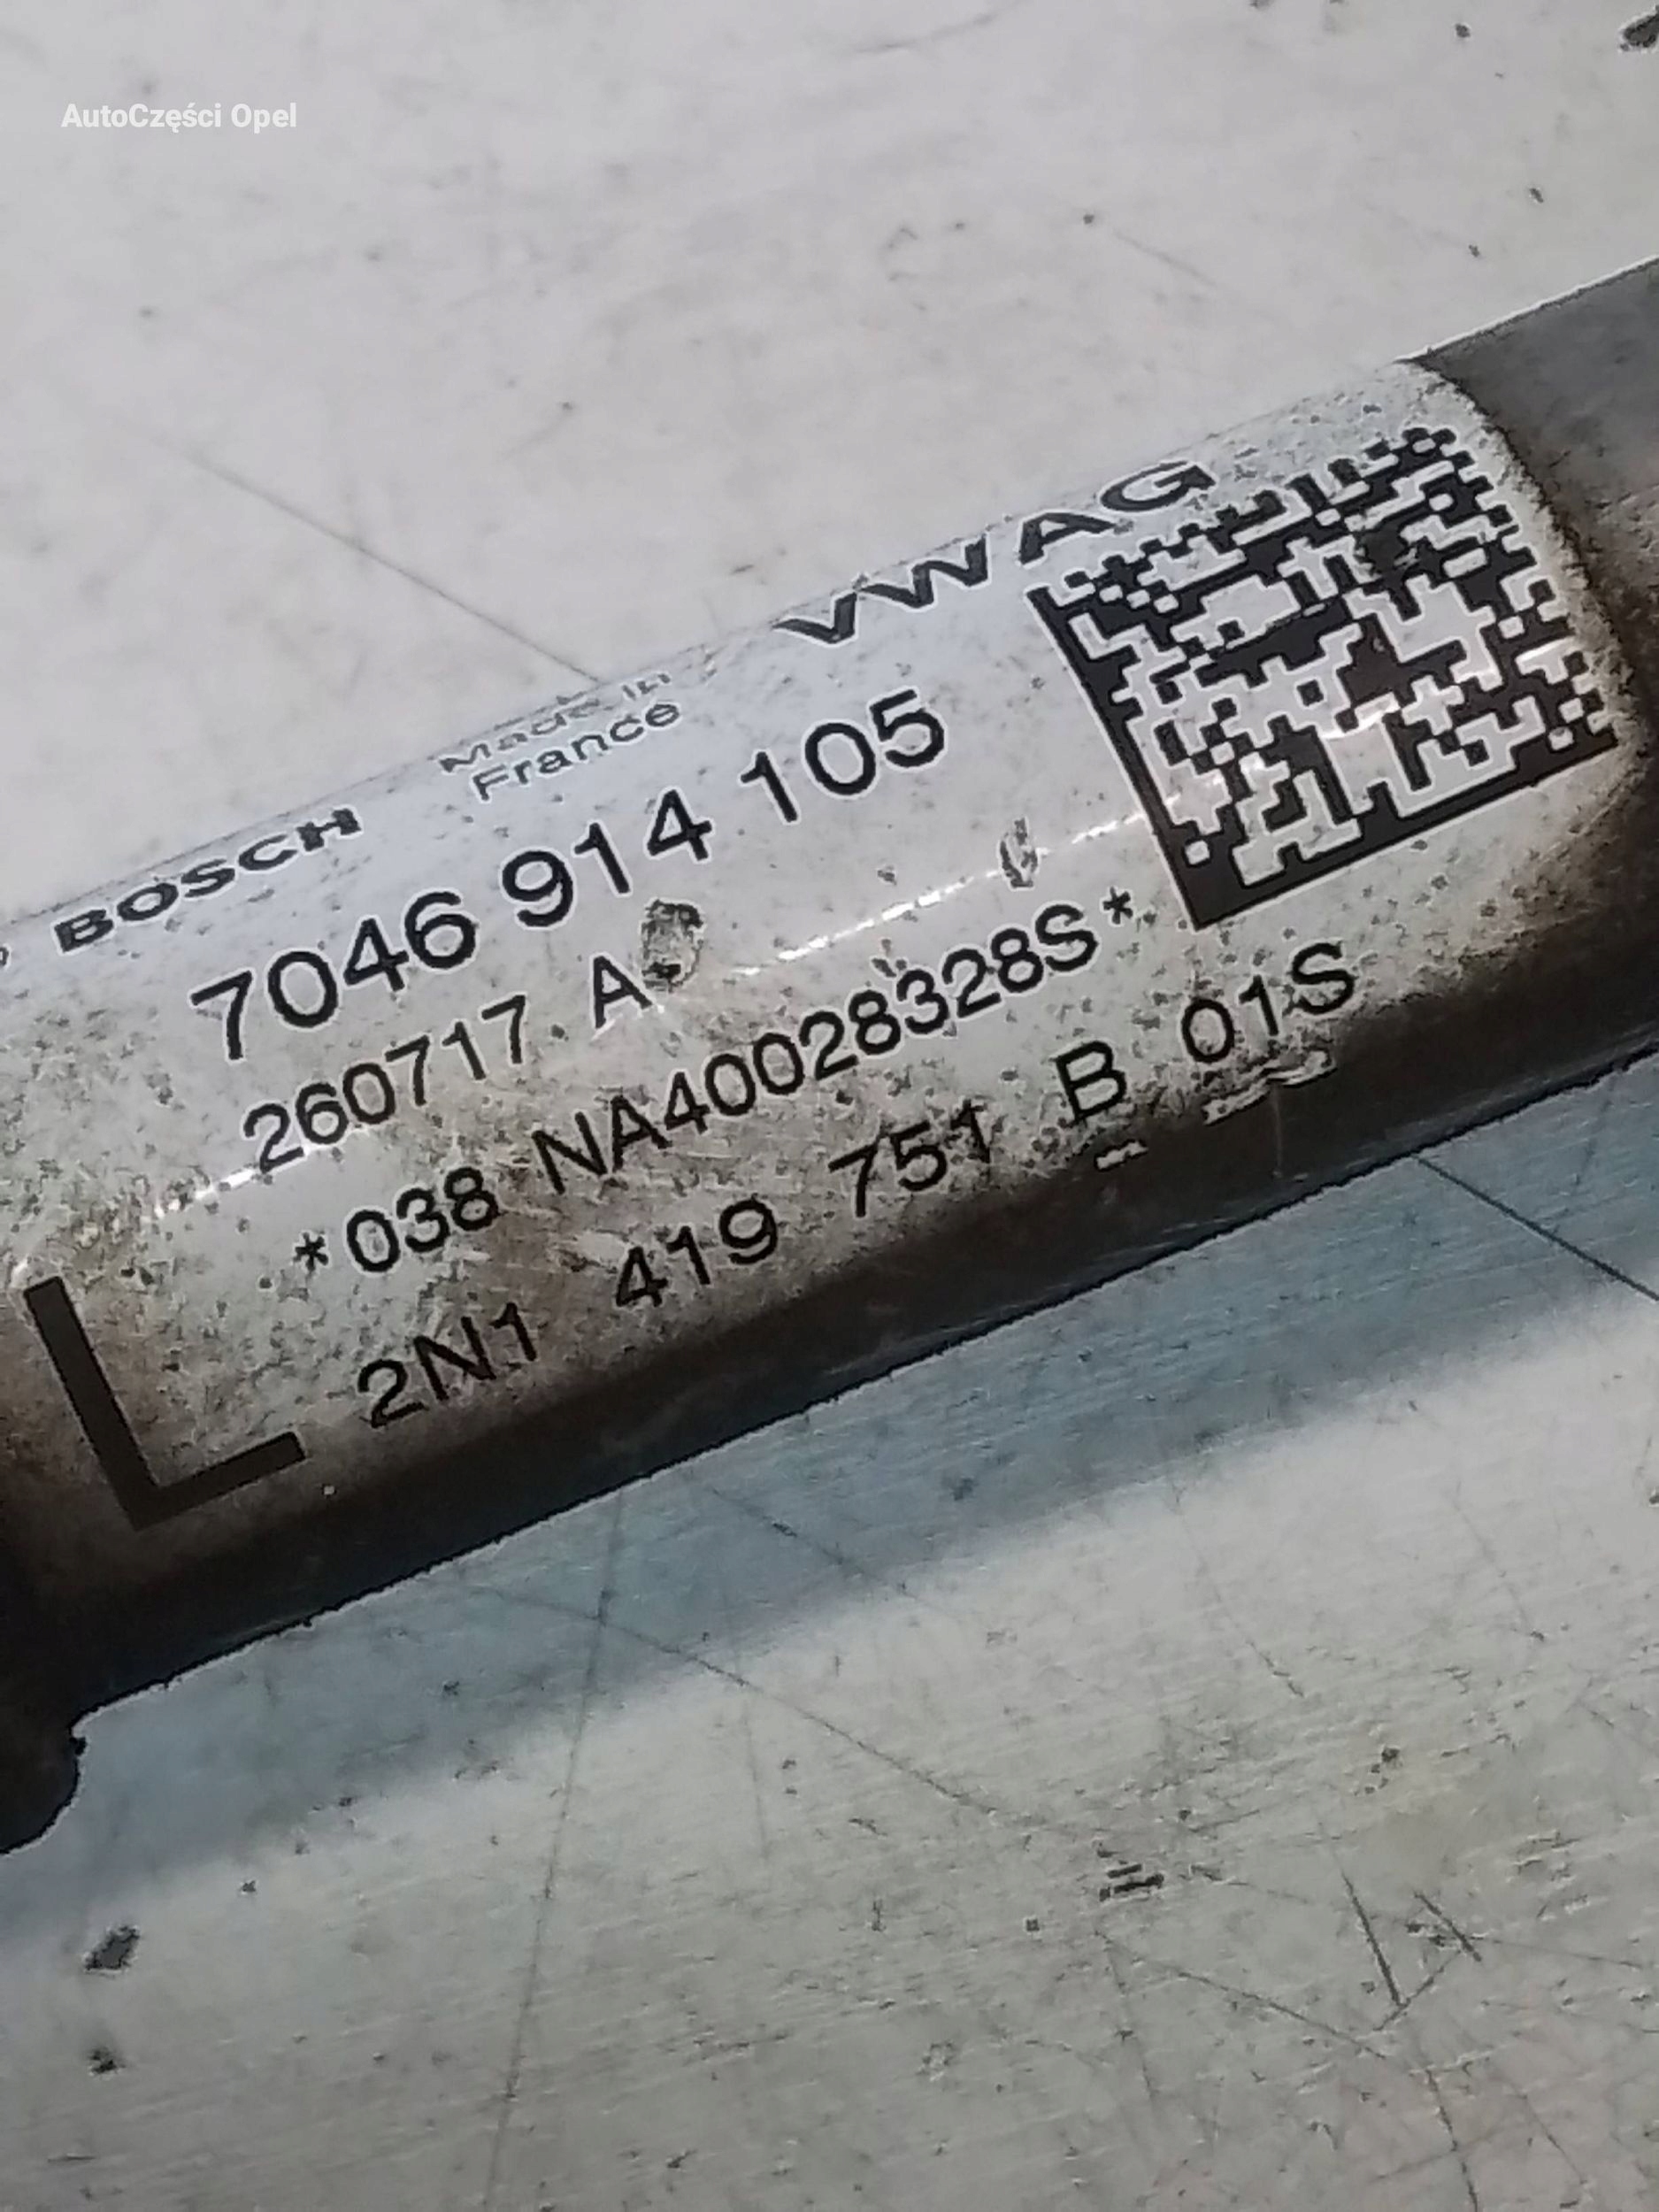 AutoCzęści Opel
BOSCH
Made in
France
VWAG
7046 914 105
260717 A
*038 NA40028328S*
2N1 419 751 B 01S
L